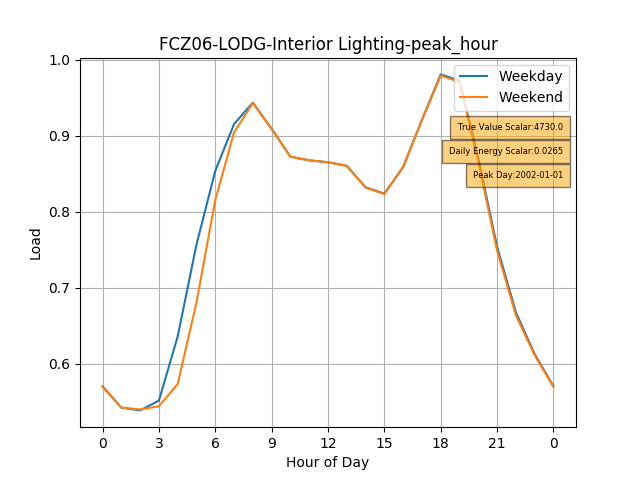 FCZ06-LODG-Interior Lighting-peak_hour
1.0
0.9
0.8
0.7
0.6
Load
Weekday
Weekend
True Value Scalar:4730.0
Daily Energy Scalar:0.0265
Peak Day:2002-01-01
0 3 6 9 12 15 18 21 0
Hour of Day